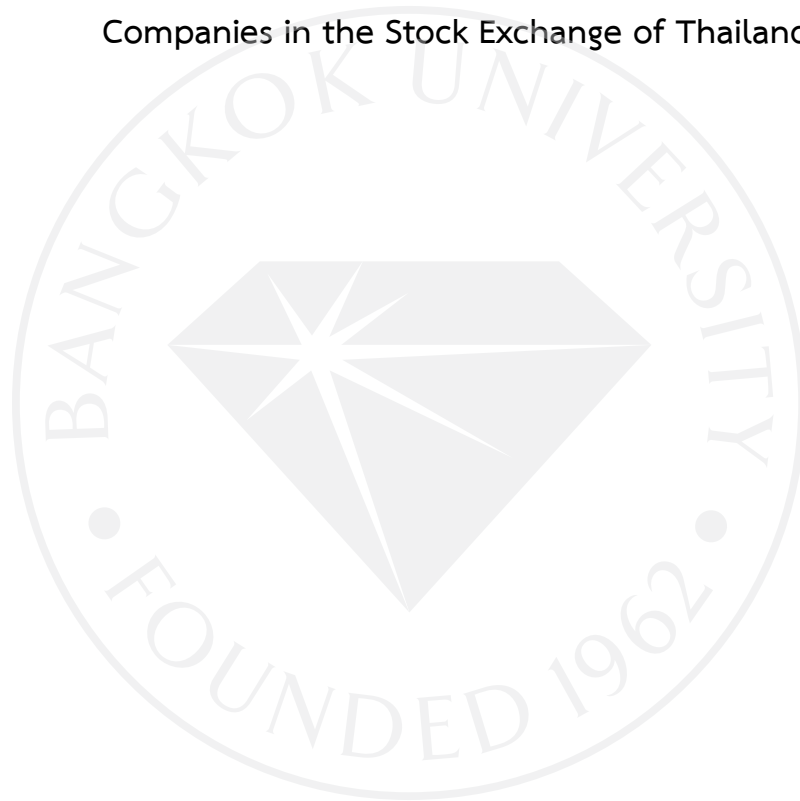 Companies in the Stock Exchange of Thailand
BANGKOK UNIVERSITY
FOUNDED 1962